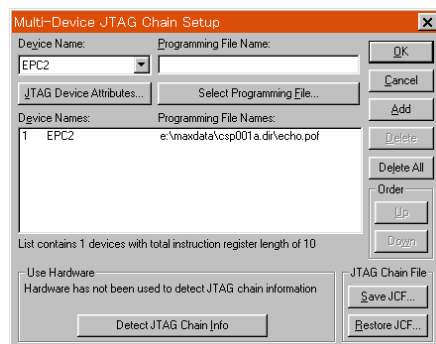 Multi-Device JTAG Chain Setup
Device Name:
Programming File Name:
OK
EPC2
Cancel
JTAG Device Attributes...
Select Programming File...
Add
Device Names:
Programming File Names:
1 EPC2 e:\maxdata\csp001a.dir\echo.pof
Delete
Delete All
Order
Up
Down
List contains 1 devices with total instruction register length of 10
Use Hardware
Hardware has not been used to detect JTAG chain information
Detect JTAG Chain Info
JTAG Chain File
Save JCF...
Restore JCF...